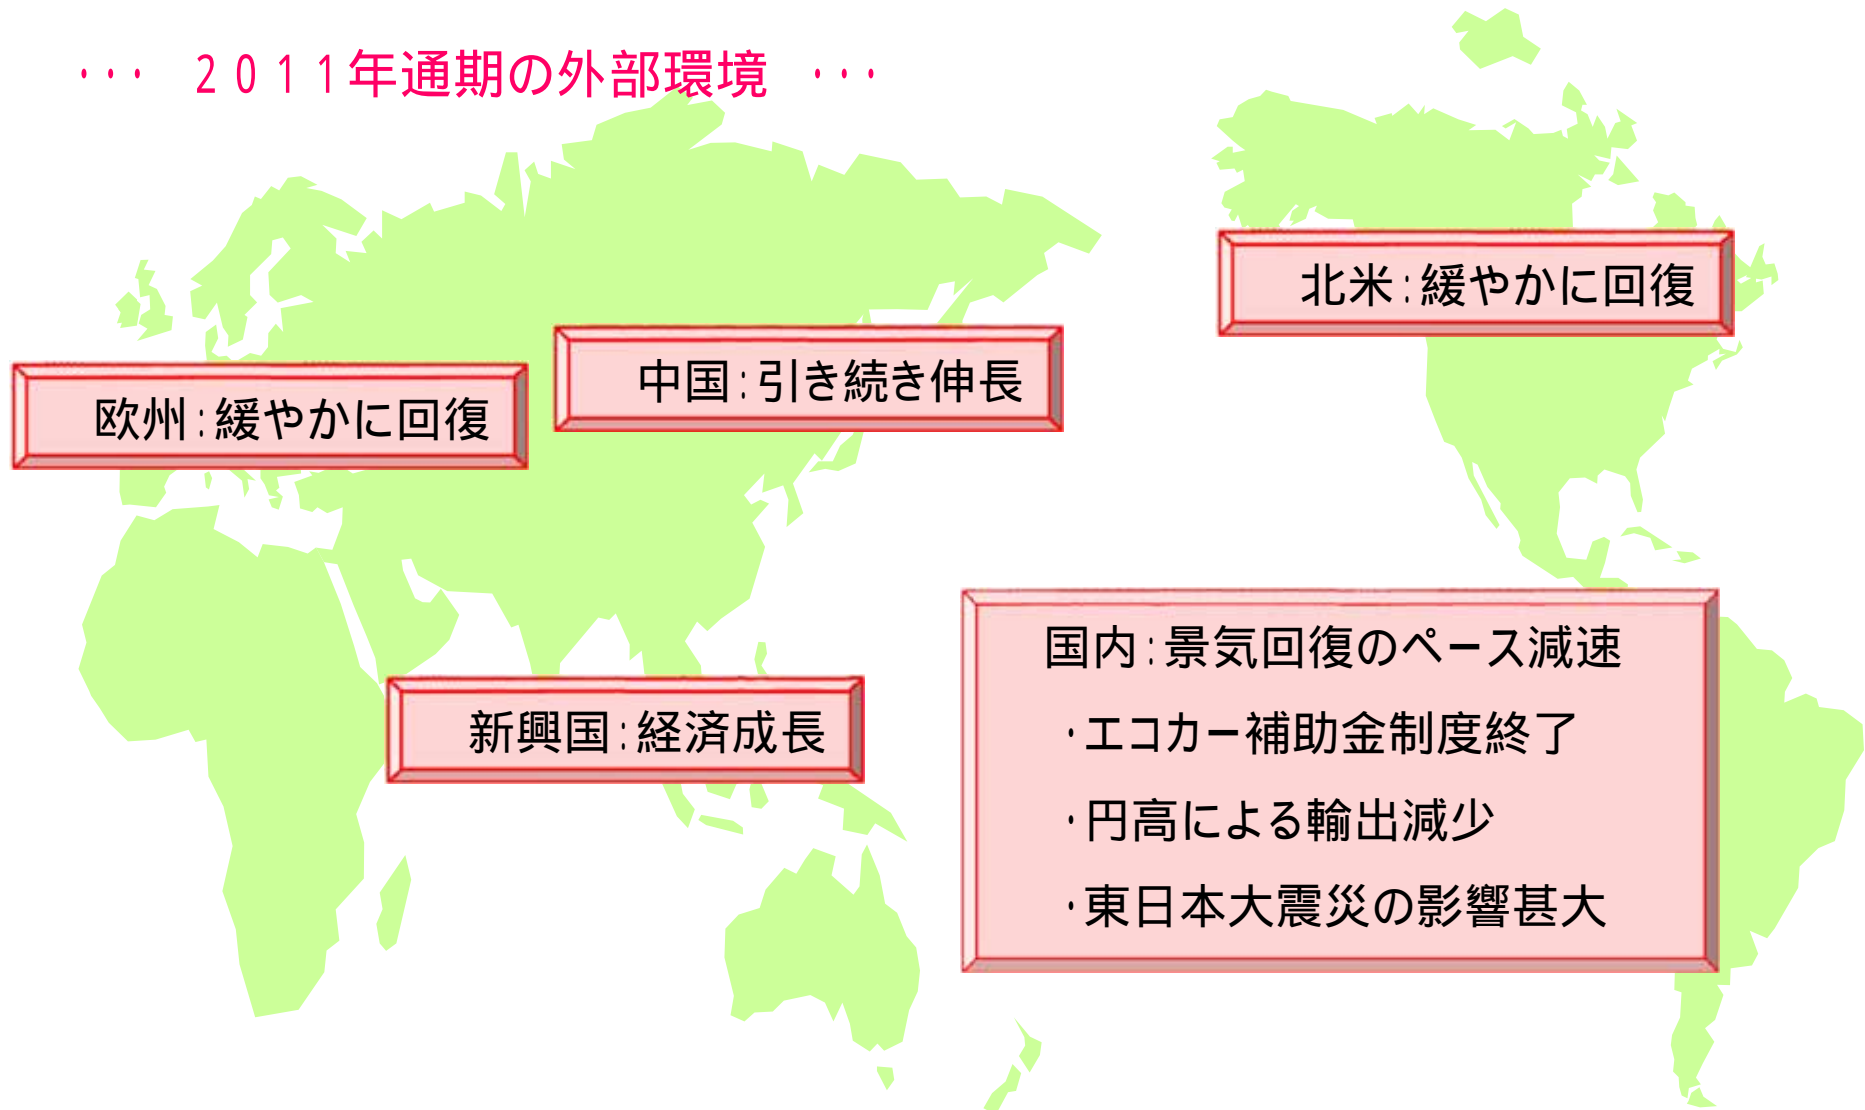 ･･･　２０１１年通期の外部環境　･･･
北米：緩やかに回復
中国：引き続き伸長
欧州：緩やかに回復
新興国：経済成長
国内：景気回復のペース減速
･エコカー補助金制度終了
･円高による輸出減少
･東日本大震災の影響甚大